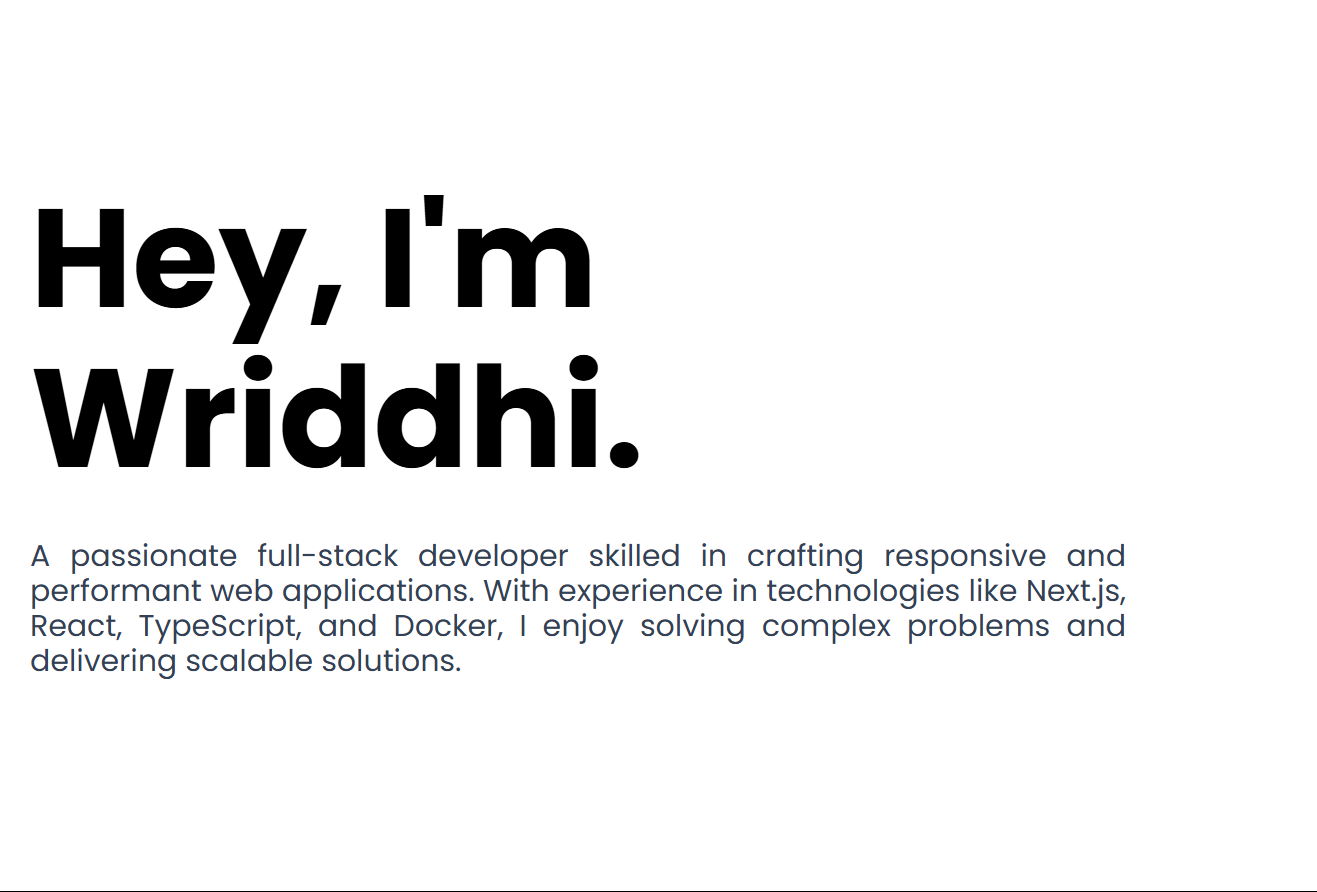 Hey, I'm
Wriddhi.
A passionate full-stack developer skilled in crafting responsive and
performant web applications. With experience in technologies like Next.js,
React, TypeScript, and Docker, I enjoy solving complex problems and
delivering scalable solutions.